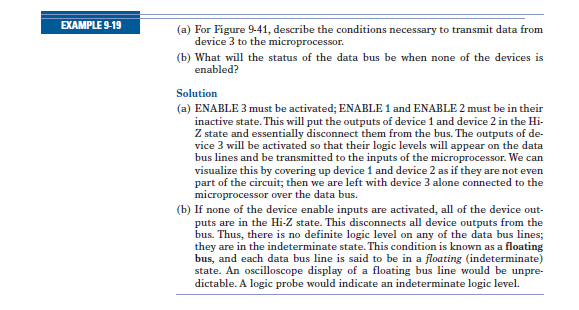 EXAMPLE 9-19
(a) For Figure 9-41, describe the conditions necessary to transmit data from
device 3 to the microprocessor.
(b) What will the status of the data bus be when none of the devices is
enabled?
Solution
(a) ENABLE 3 must be activated; ENABLE 1 and ENABLE 2 must be in their
inactive state. This will put the outputs of device 1 and device 2 in the Hi-
Z state and essentially disconnect them from the bus. The outputs of de-
vice 3 will be activated so that their logic levels will appear on the data
bus lines and be transmitted to the inputs of the microprocessor. We can
visualize this by covering up device 1 and device 2 as if they are not even
part of the circuit; then we are left with device 3 alone connected to the
microprocessor over the data bus.
(b) If none of the device enable inputs are activated, all of the device out-
puts are in the Hi-Z state. This disconnects all device outputs from the
bus. Thus, there is no definite logic level on any of the data bus lines;
they are in the indeterminate state. This condition is known as a floating
bus, and each data bus line is said to be in a floating (indeterminate)
state. An oscilloscope display of a floating bus line would be unpre-
dictable. A logic probe would indicate an indeterminate logic level.